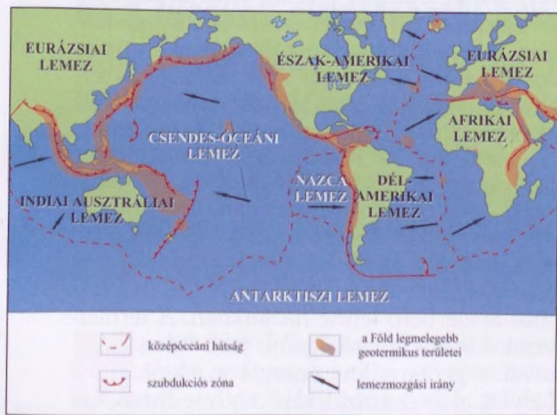 EURÁZSIAI
LEMEZ
ÉSZAK-AMERIKAI
LEMEZ
EURÁZSIAI
LEMEZ
AFRIKAI
LEMEZ
CSENDES-ÓCEÁNI
LEMEZ
NAZCA
LEMEZ
DÉL-
AMERIKAI
LEMEZ
INDIAI AUSZTRÁLIAI
LEMEZ
ANTARKTISZI LEMEZ
középóceáni hátság
a Föld legmelegebb
geotermikus területei
szubdukciós zóna
lemezmozgási irány